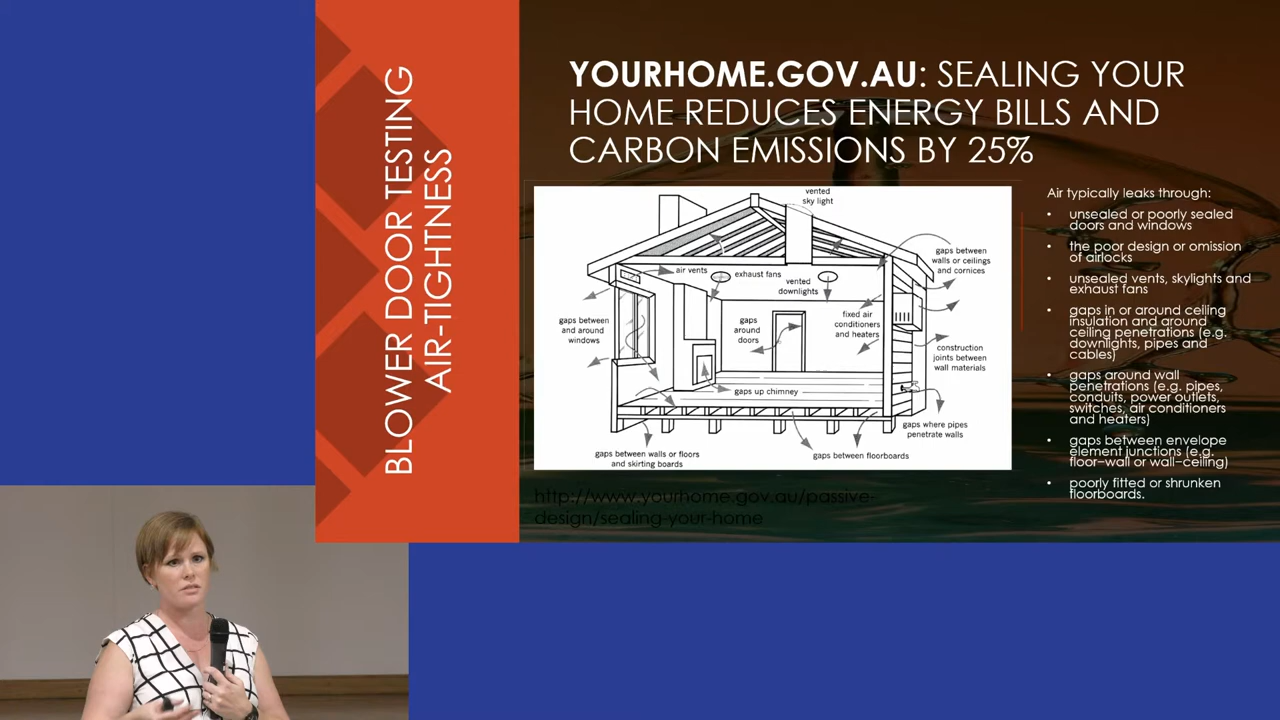 BLOWER DOOR TESTING
AIR-TIGHTNESS
YOURHOME.GOV.AU: SEALING YOUR
HOME REDUCES ENERGY BILLS AND
CARBON EMISSIONS BY 25%
vented
sky light
air vents
exhaust fans
vented
downlights
gaps between
walls or ceilings
and cornices
gaps between
and around
windows
gaps
around
doors
fixed air
conditioners
and heaters
construction
joints between
wall materials
gaps up chimney
gaps where pipes
penetrate walls
gaps between walls or floors
and skirting boards
gaps between floorboards
http://www.yourhome.gov.au/passive-
design/sealing-your-home
Air typically leaks through:
• unsealed or poorly sealed
doors and windows
• the poor design or omission
of airlocks
• unsealed vents, skylights and
exhaust fans
• gaps in or around ceiling
insulation and around
ceiling penetrations (e.g.
downlights, pipes and
cables)
• gaps around wall
penetrations (e.g. pipes,
conduits, power outlets,
switches, air conditioners
and heaters)
• gaps between envelope
element junctions (e.g.
floor–wall or wall–ceiling)
• poorly fitted or shrunken
floorboards.